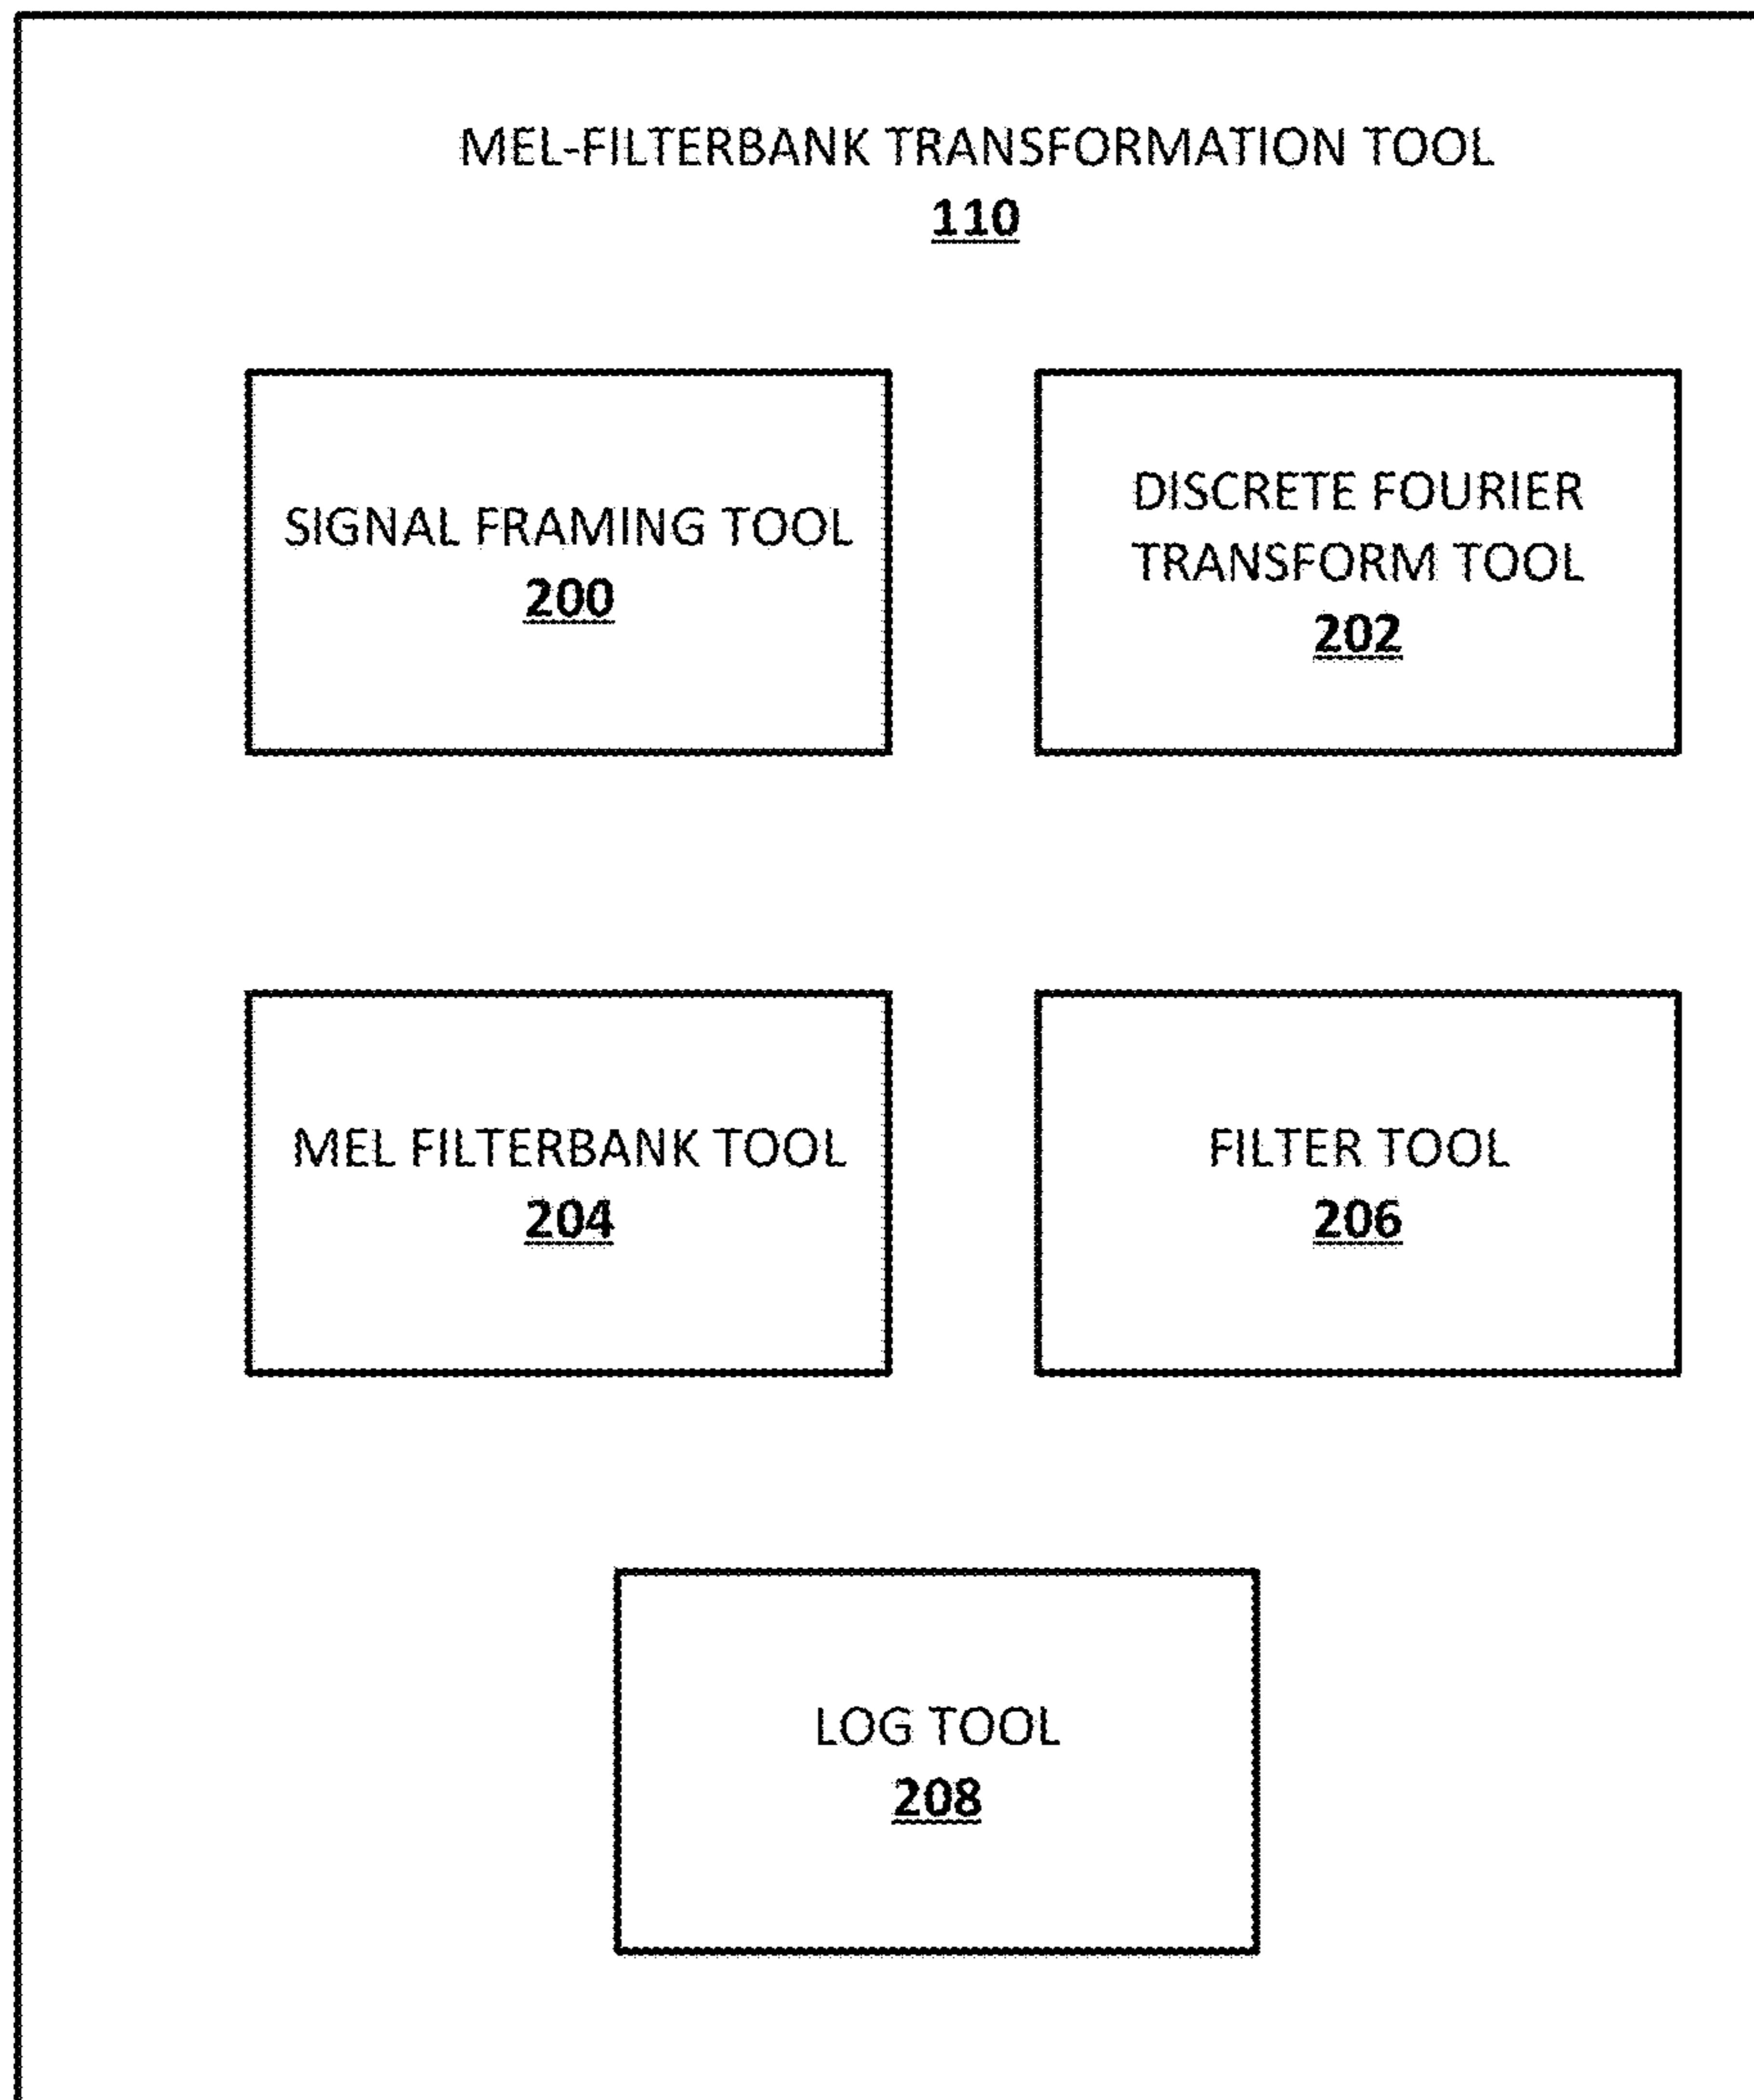 MEL-FILTERBANK TRANSFORMATION TOOL
110
SIGNAL FRAMING TOOL
200
DISCRETE FOURIER
TRANSFORM TOOL
202
MEL FILTERBANK TOOL
204
FILTER TOOL
206
LOG TOOL
208